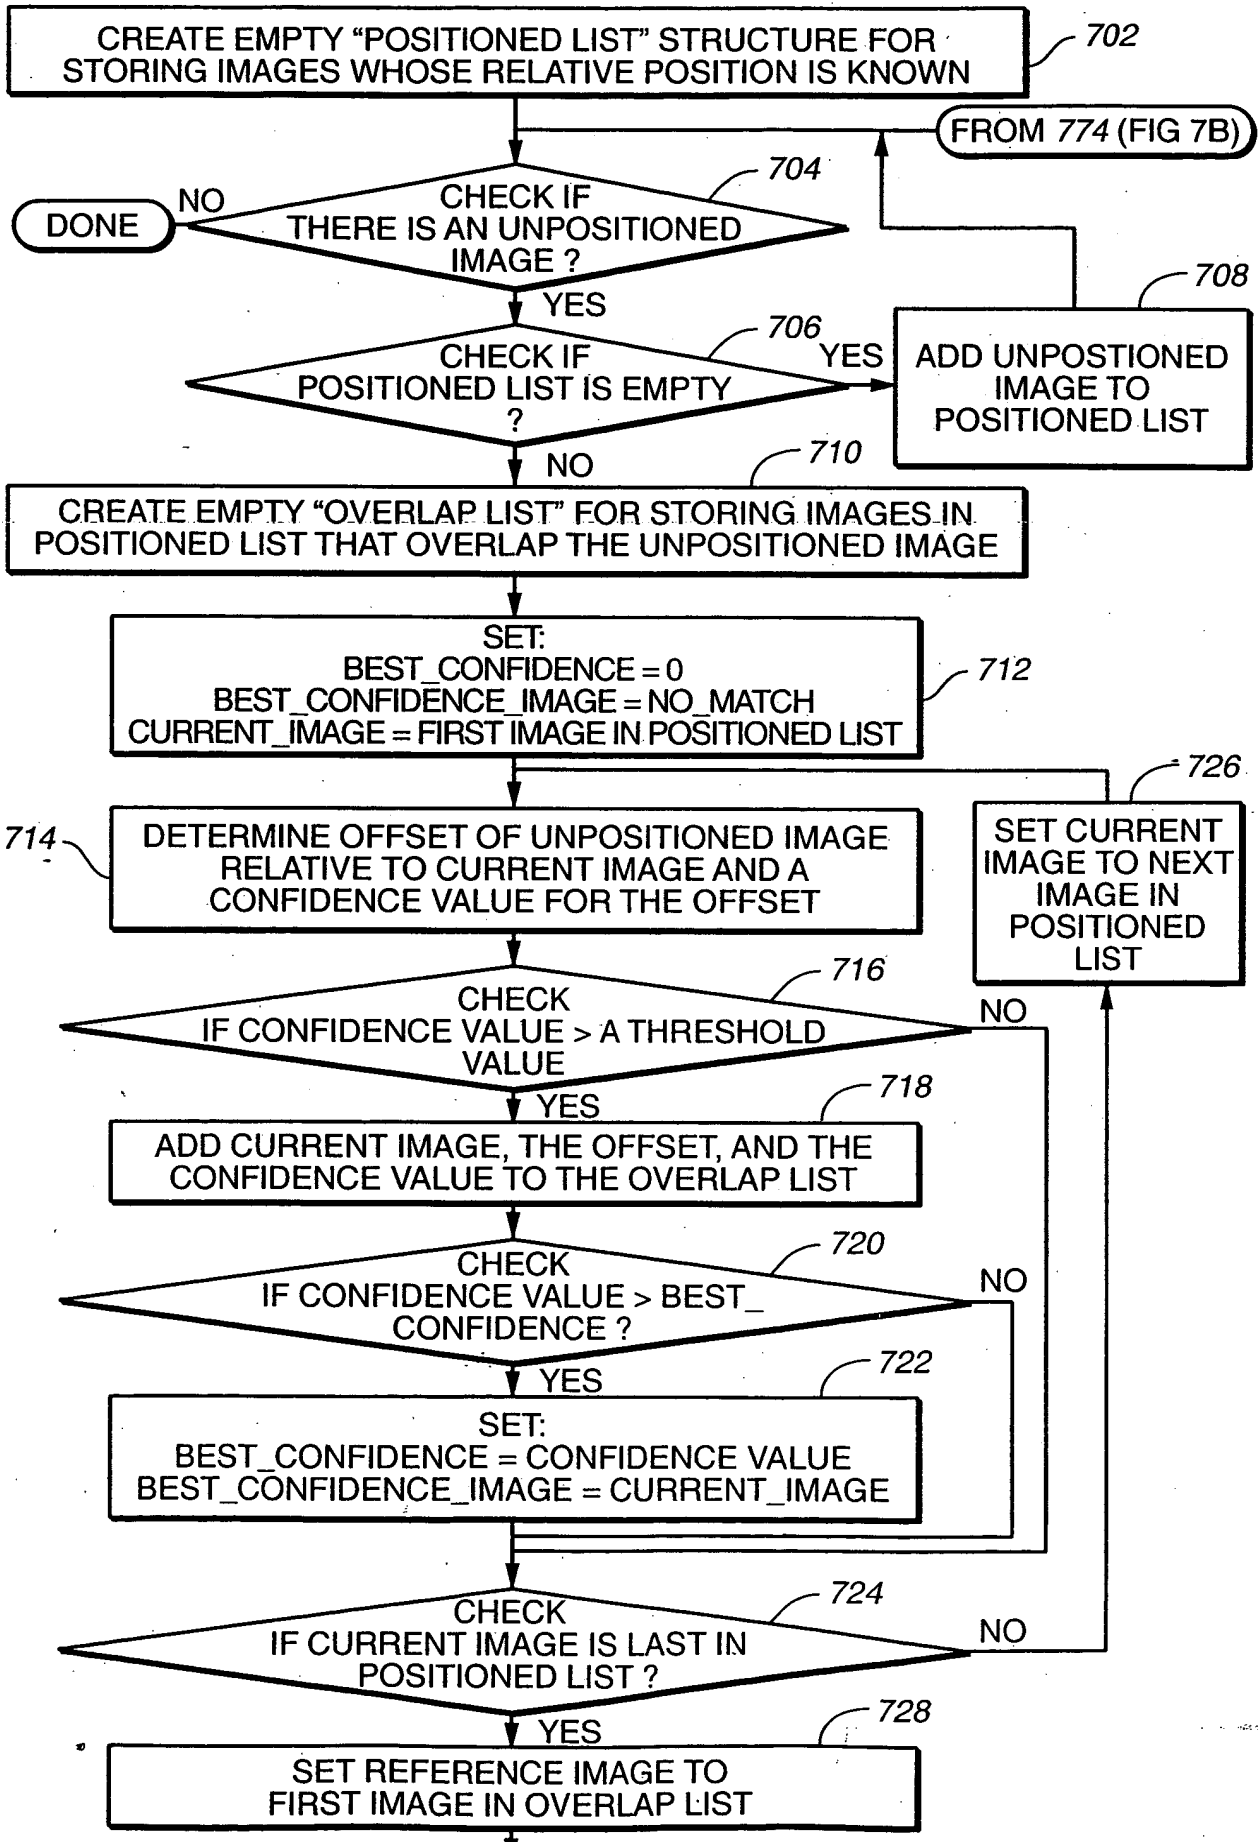 CREATE EMPTY “POSITIONED LIST” STRUCTURE FOR
STORING IMAGES WHOSE RELATIVE POSITION IS KNOWN
702
FROM 774 (FIG 7B)
704
NO
DONE
CHECK IF
THERE IS AN UNPOSITIONED
IMAGE ?
YES
708
706
CHECK IF
POSITIONED LIST IS EMPTY
?
YES
ADD UNPOSTIONED
IMAGE TO
POSITIONED LIST
NO
710
CREATE EMPTY “OVERLAP LIST” FOR STORING IMAGES IN
POSITIONED LIST THAT OVERLAP THE UNPOSITIONED IMAGE
SET:
BEST_CONFIDENCE = 0
BEST_CONFIDENCE_IMAGE = NO_MATCH
CURRENT_IMAGE = FIRST IMAGE IN POSITIONED LIST
712
726
714
DETERMINE OFFSET OF UNPOSITIONED IMAGE
RELATIVE TO CURRENT IMAGE AND A
CONFIDENCE VALUE FOR THE OFFSET
SET CURRENT
IMAGE TO NEXT
IMAGE IN
POSITIONED
LIST
716
CHECK
IF CONFIDENCE VALUE > A THRESHOLD
VALUE
NO
YES
718
ADD CURRENT IMAGE, THE OFFSET, AND THE
CONFIDENCE VALUE TO THE OVERLAP LIST
720
CHECK
IF CONFIDENCE VALUE > BEST_
CONFIDENCE ?
NO
YES
722
SET:
BEST_CONFIDENCE = CONFIDENCE VALUE
BEST_CONFIDENCE_IMAGE = CURRENT_IMAGE
724
CHECK
IF CURRENT IMAGE IS LAST IN
POSITIONED LIST ?
NO
YES
728
SET REFERENCE IMAGE TO
FIRST IMAGE IN OVERLAP LIST